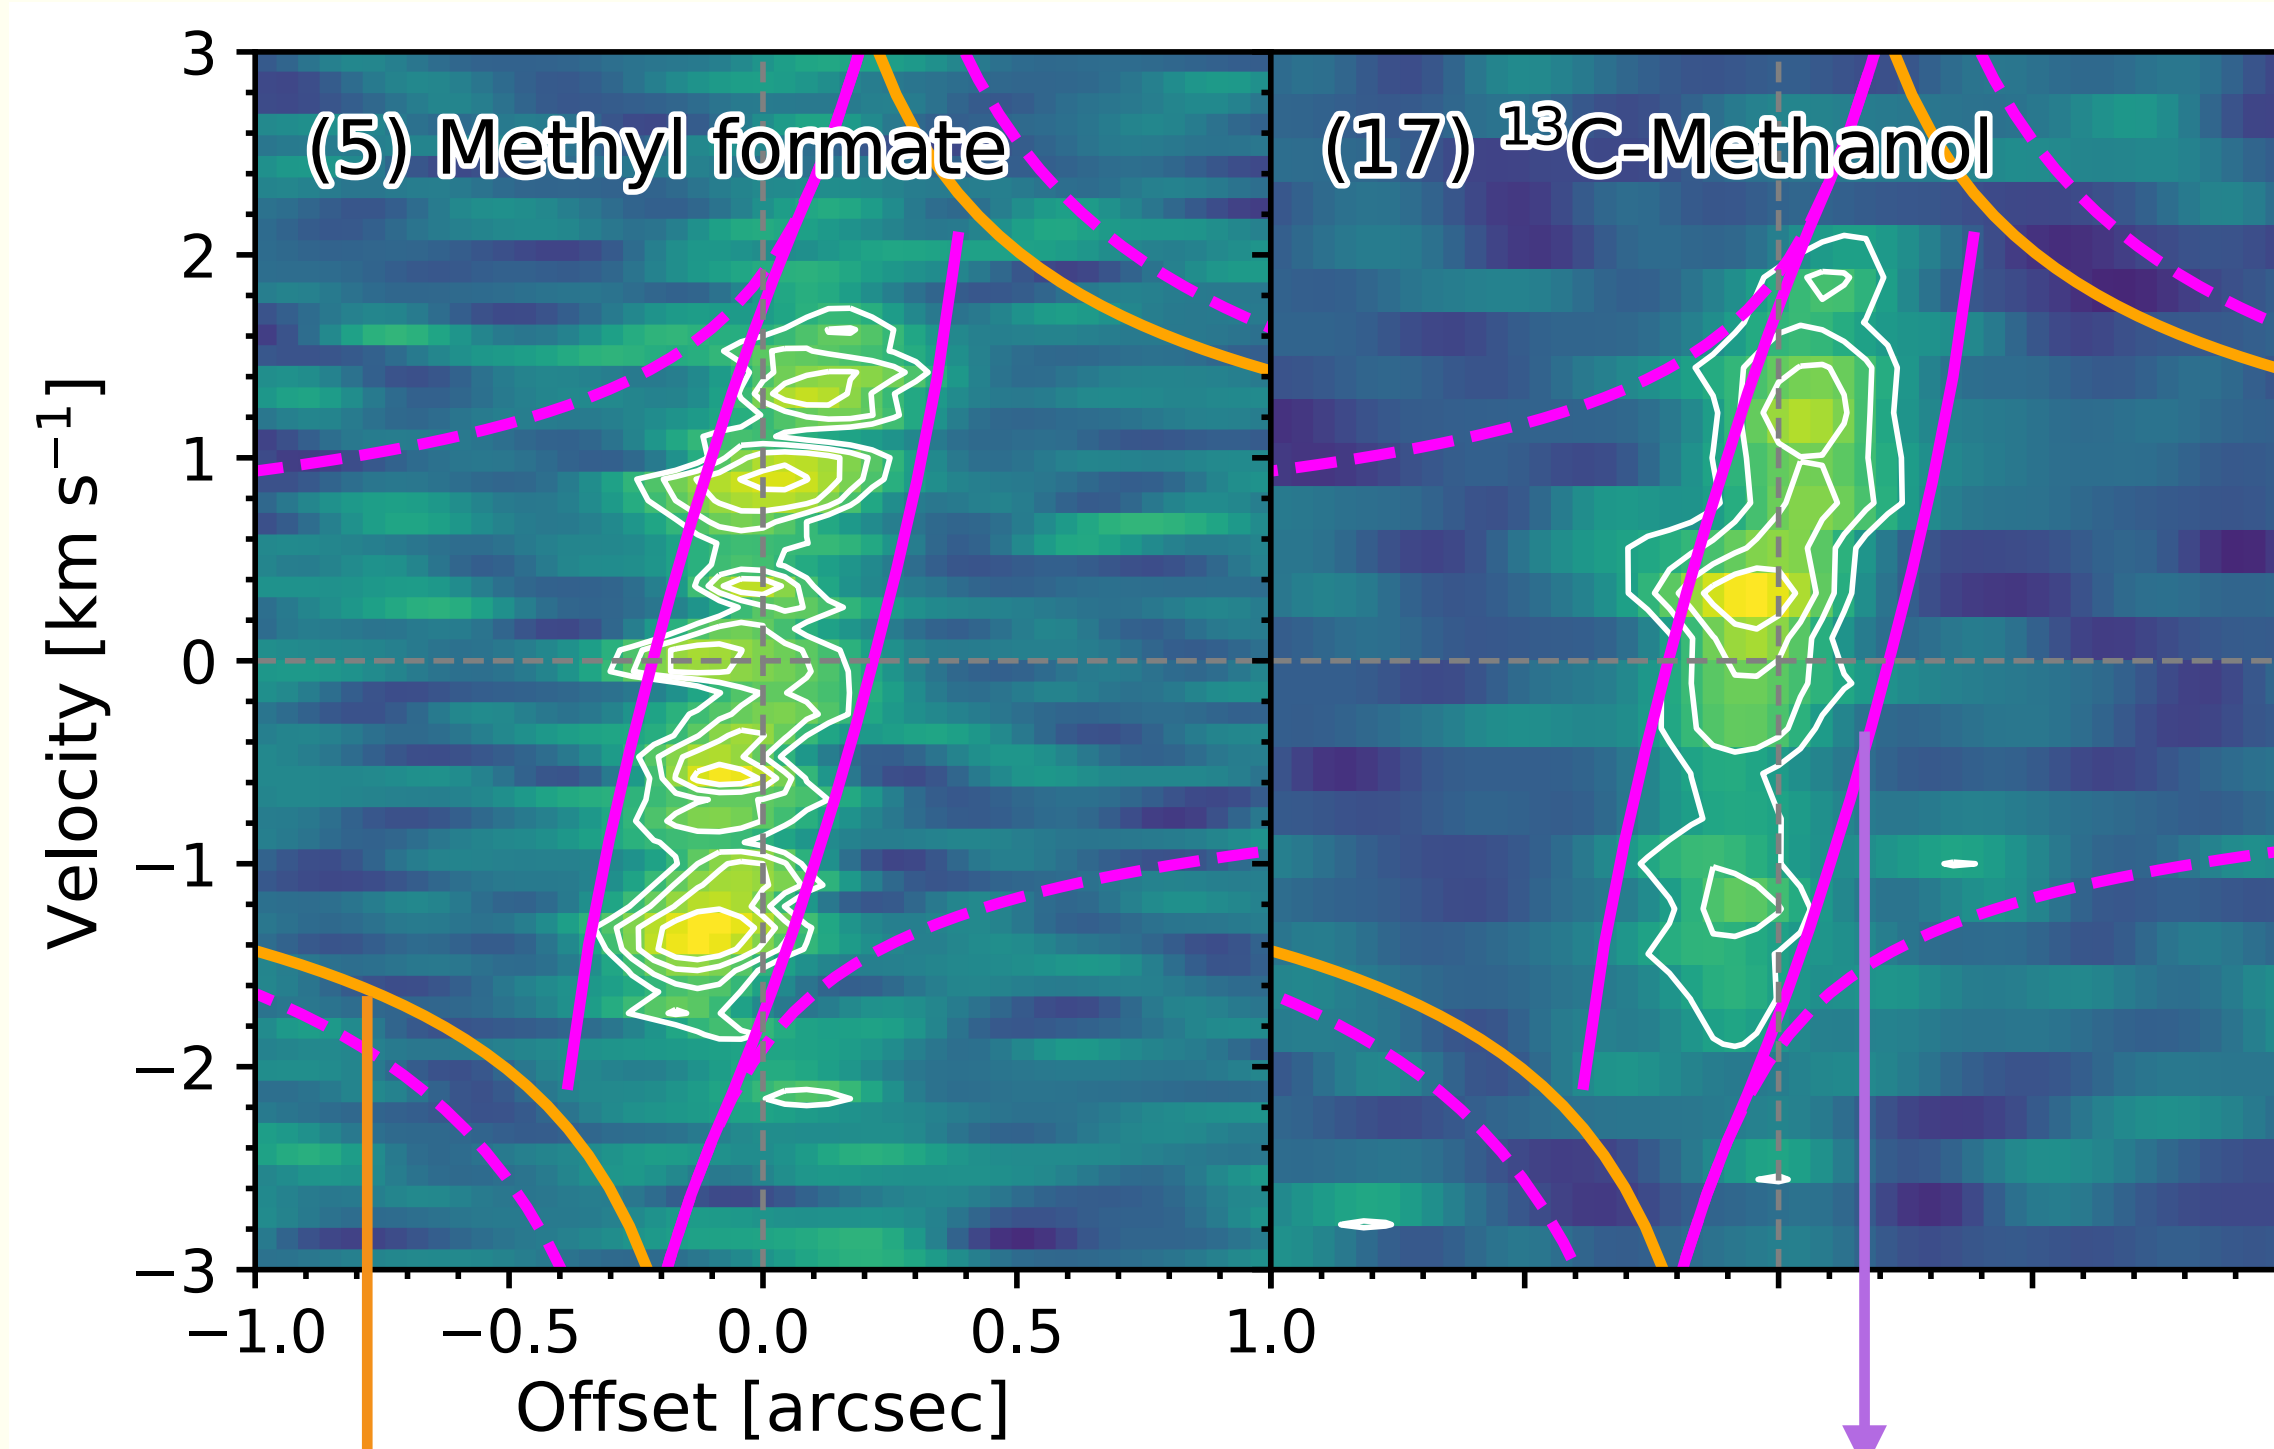 (5) Methyl formate
(17) ¹³C-Methanol
Velocity [km s⁻¹]
3
2
1
0
−1
−2
−3
−1.0 −0.5 0.0 0.5 1.0
Offset [arcsec]